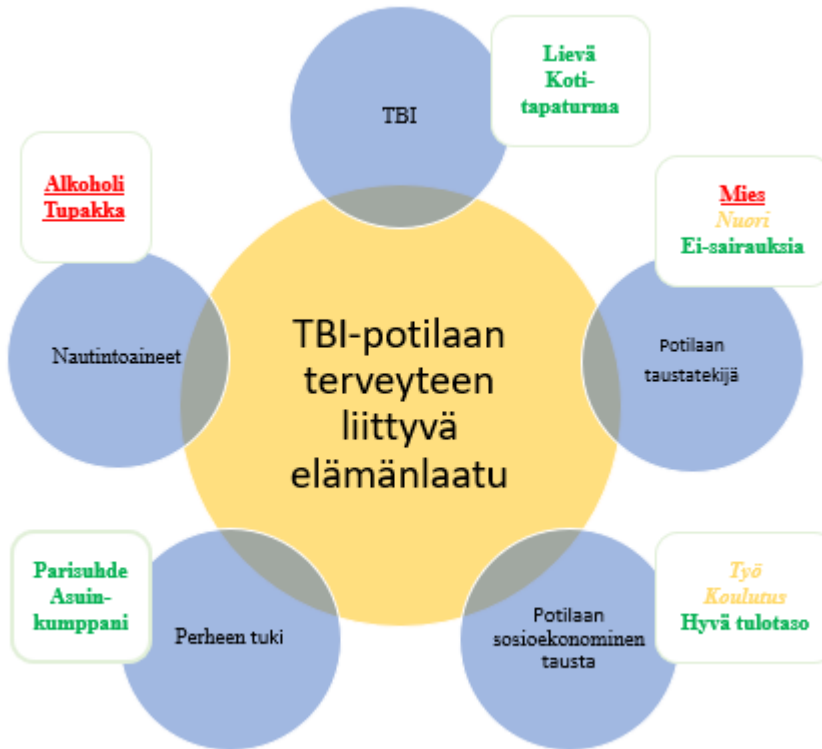 Lievä
Koti-
tapaturma
TBI
Alkoholi
Tupakka
Mies
Nuori
Ei-sairauksia
Nautintoaineet
Potilaan
taustatekijä
TBI-potilaan
terveyteen
liittyvä
elämänlaatu
Parisuhde
Asuin-
kumppani
Perheen tuki
Potilaan
sosioekonominen
tausta
Työ
Koulutus
Hyvä tulotaso